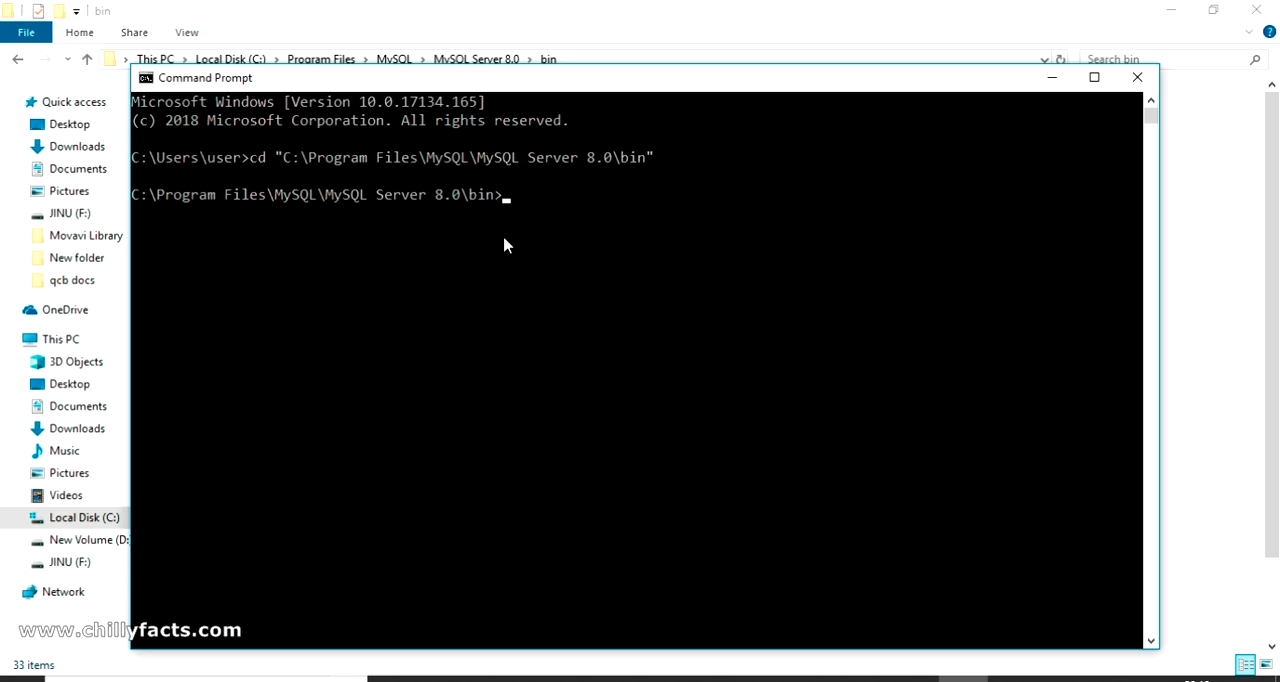 bin
File Home Share View
This PC > Local Disk (C:) > Program Files > MySQL > MySQL Server 8.0 > bin
Search bin
Command Prompt
Microsoft Windows [Version 10.0.17134.165]
(c) 2018 Microsoft Corporation. All rights reserved.
C:\Users\user>cd "C:\Program Files\MySQL\MySQL Server 8.0\bin"
C:\Program Files\MySQL\MySQL Server 8.0\bin>
Quick access
Desktop
Downloads
Documents
Pictures
JINU (F:)
Movavi Library
New folder
qcb docs
OneDrive
This PC
3D Objects
Desktop
Documents
Downloads
Music
Pictures
Videos
Local Disk (C:)
New Volume (D:
JINU (F:)
Network
www.chillyfacts.com
33 items